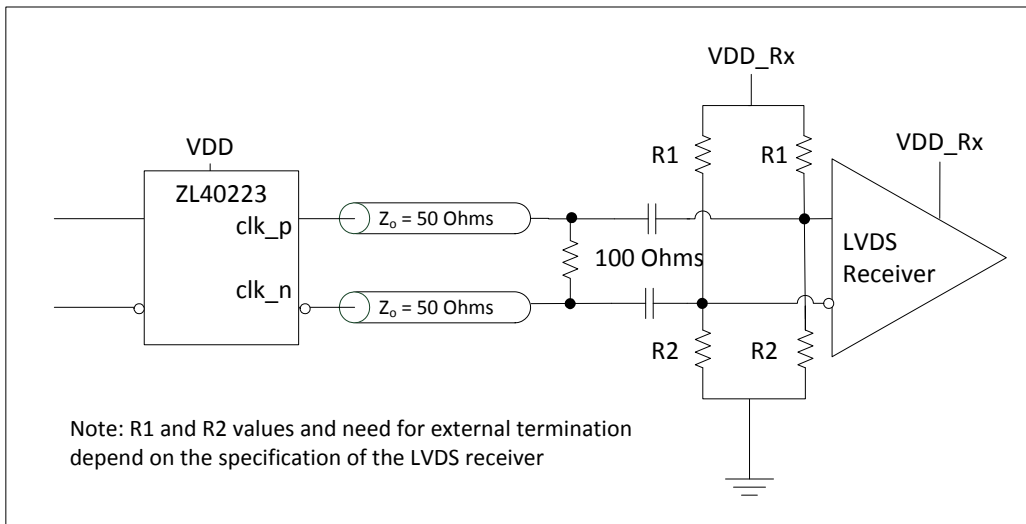 VDD_Rx
VDD_Rx
VDD
R1
R1
ZL40223
clk_p
Zₒ = 50 Ohms
LVDS
Receiver
100 Ohms
clk_n
Zₒ = 50 Ohms
R2
R2
Note: R1 and R2 values and need for external termination
depend on the specification of the LVDS receiver